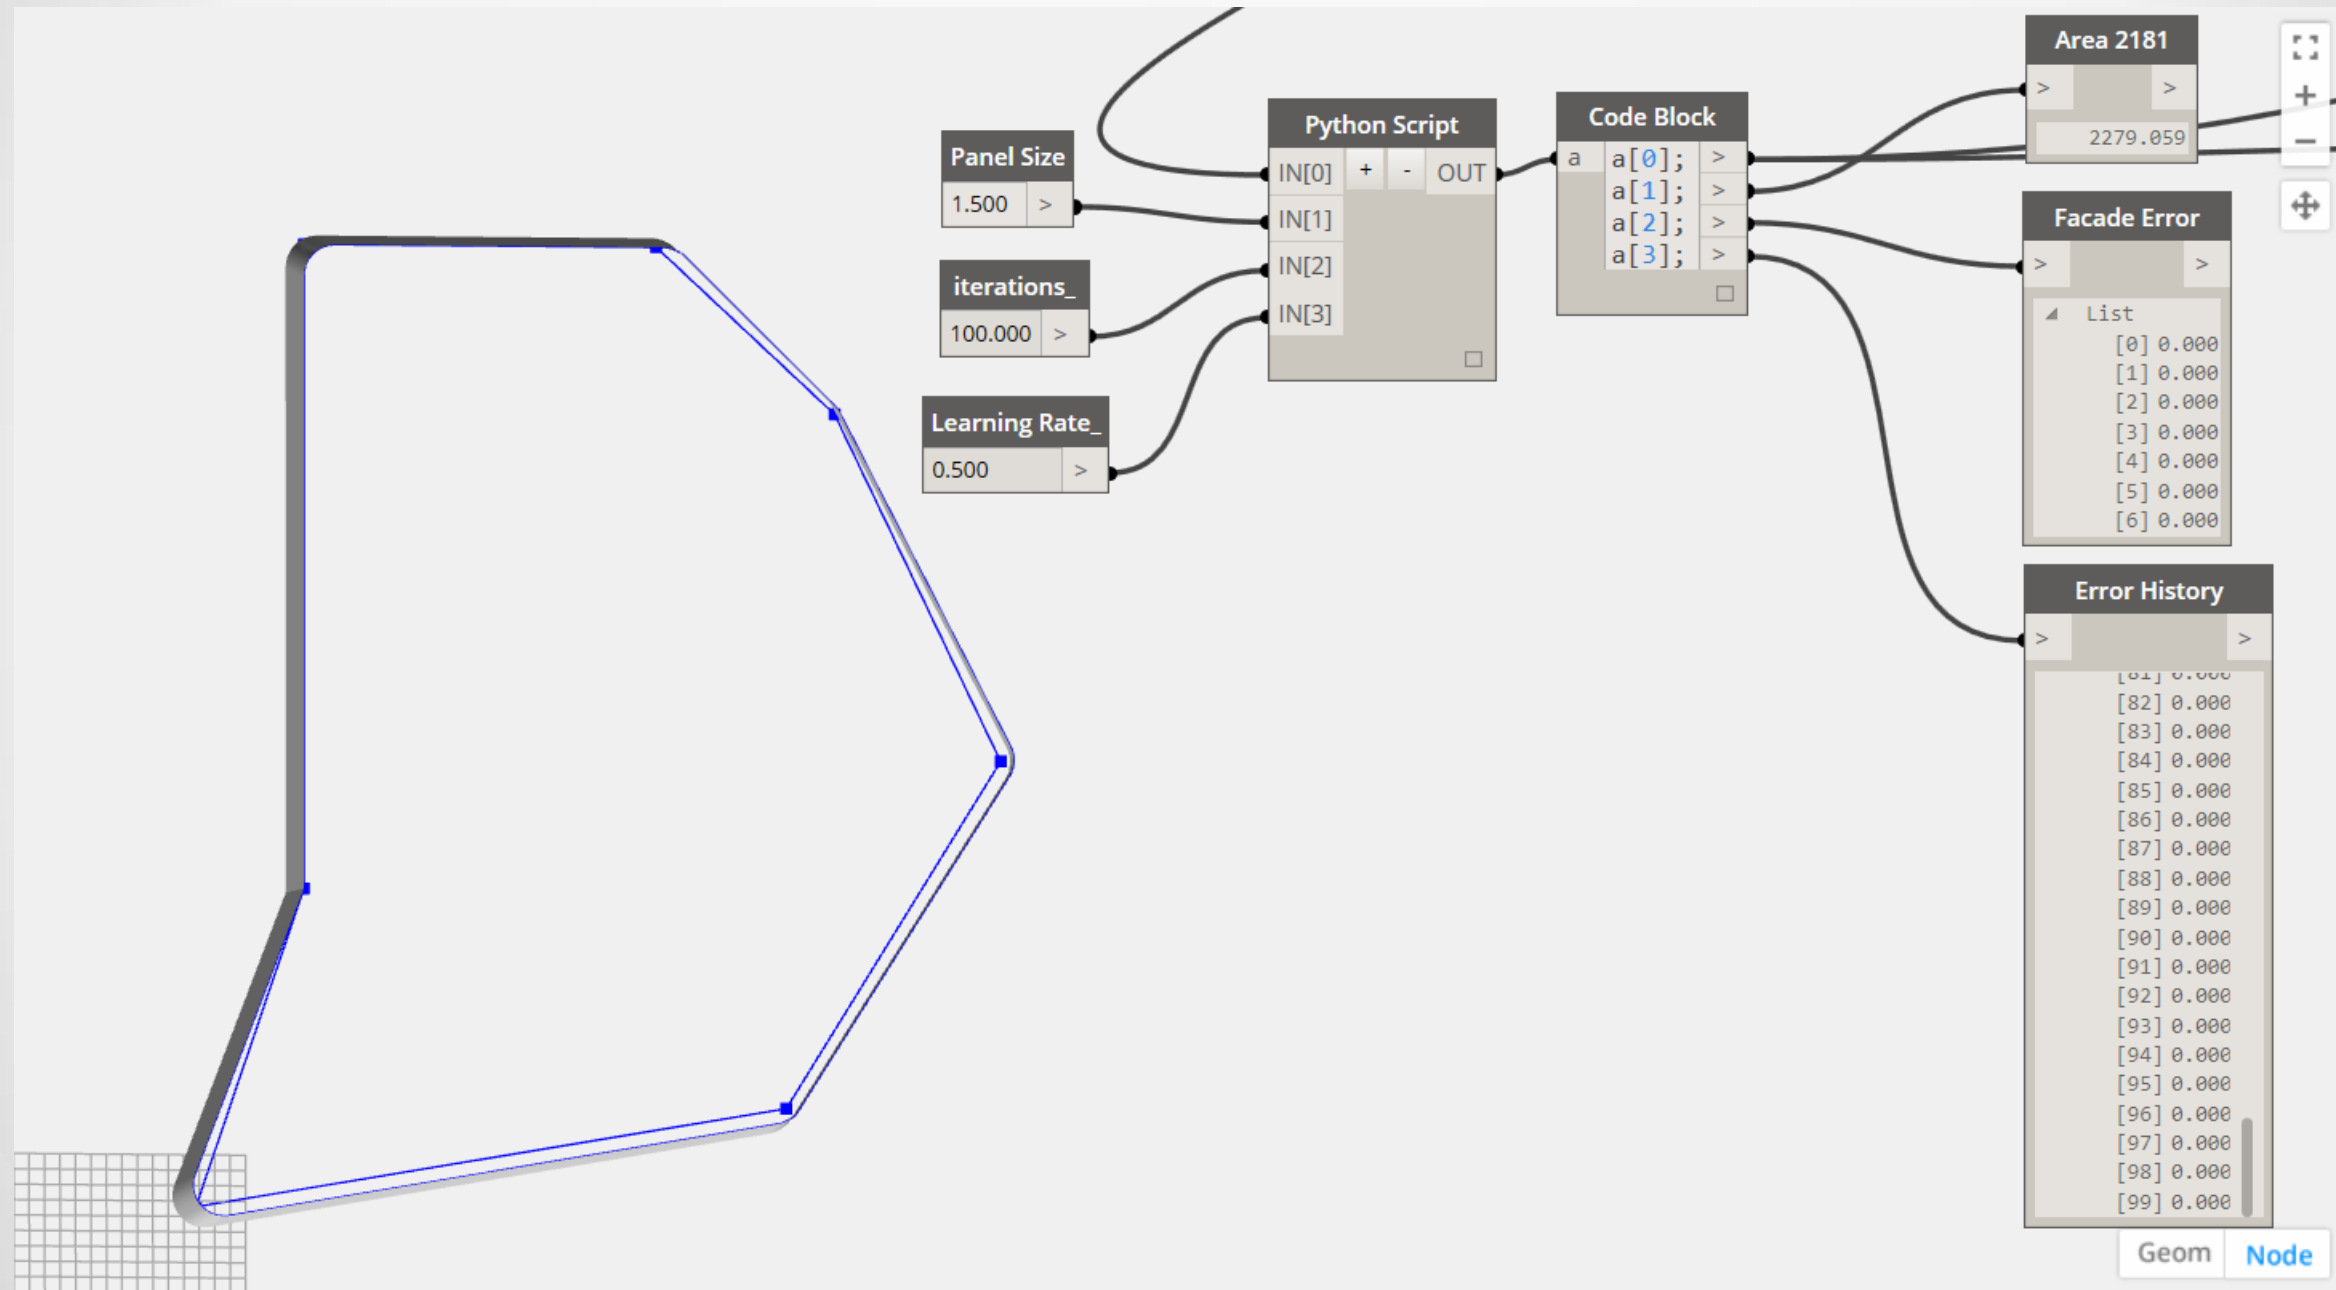 Panel Size
1.500 >
iterations_
100.000 >
Learning Rate_
0.500 >
Python Script
IN[0] + - OUT
IN[1]
IN[2]
IN[3]
Code Block
a a[0]; >
a[1]; >
a[2]; >
a[3]; >
Area 2181
> >
2279.059
Facade Error
> >
List
[0] 0.000
[1] 0.000
[2] 0.000
[3] 0.000
[4] 0.000
[5] 0.000
[6] 0.000
Error History
> >
[81] 0.000
[82] 0.000
[83] 0.000
[84] 0.000
[85] 0.000
[86] 0.000
[87] 0.000
[88] 0.000
[89] 0.000
[90] 0.000
[91] 0.000
[92] 0.000
[93] 0.000
[94] 0.000
[95] 0.000
[96] 0.000
[97] 0.000
[98] 0.000
[99] 0.000
+
−
Geom Node